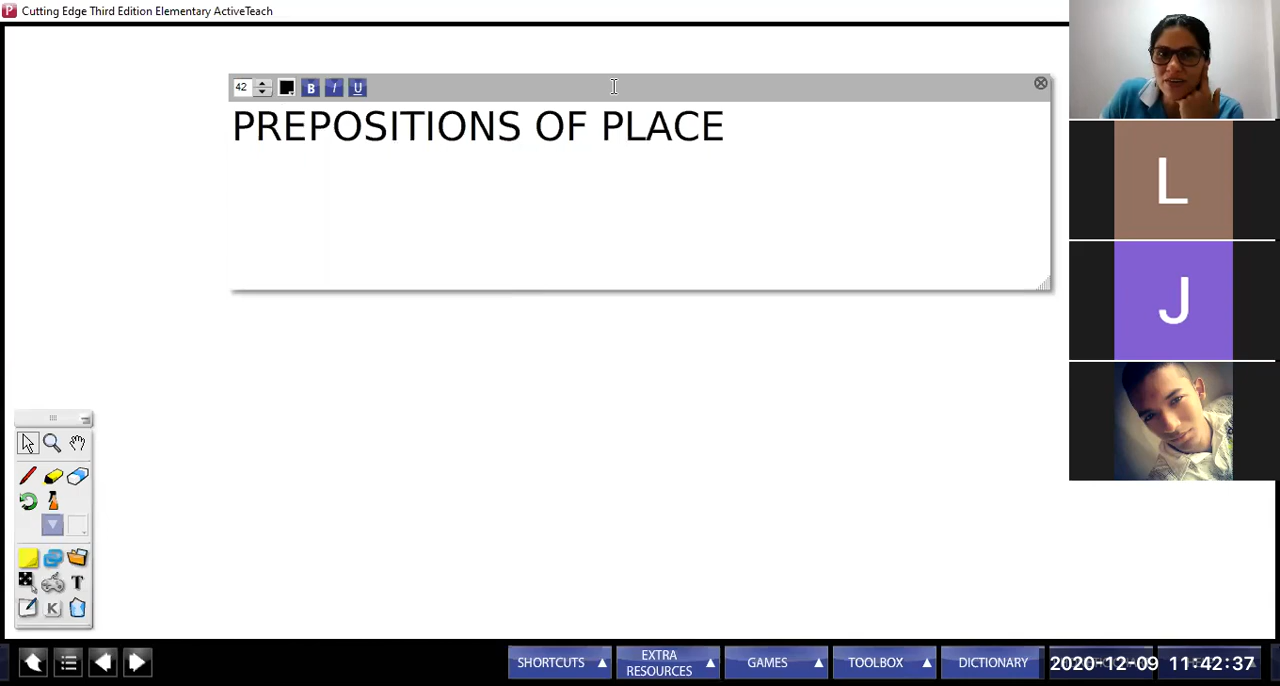 Cutting Edge Third Edition Elementary ActiveTeach
42 B I U
PREPOSITIONS OF PLACE
L
J
T
K
SHORTCUTS
EXTRA
RESOURCES
GAMES
TOOLBOX
DICTIONARY
2020-12-09 11:42:37